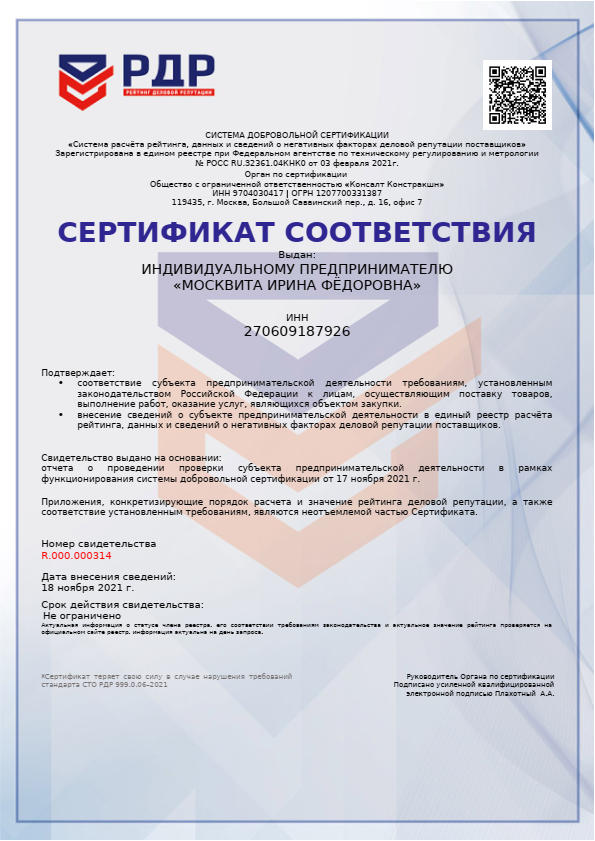 РДР
РЕЙТИНГ ДЕЛОВОЙ РЕПУТАЦИИ
СИСТЕМА ДОБРОВОЛЬНОЙ СЕРТИФИКАЦИИ
«Система расчёта рейтинга, данных и сведений о негативных факторах деловой репутации поставщиков»
Зарегистрирована в едином реестре при Федеральном агентстве по техническому регулированию и метрологии
№ РОСС RU.32361.04КНК0 от 03 февраля 2021г.
Орган по сертификации
Общество с ограниченной ответственностью «Консалт Констракшн»
ИНН 9704030417 | ОГРН 1207700331387
119435, г. Москва, Большой Саввинский пер., д. 16, офис 7
СЕРТИФИКАТ СООТВЕТСТВИЯ
Выдан:
ИНДИВИДУАЛЬНОМУ ПРЕДПРИНИМАТЕЛЮ
«МОСКВИТА ИРИНА ФЁДОРОВНА»
ИНН
270609187926
Подтверждает:
• соответствие субъекта предпринимательской деятельности требованиям, установленным
законодательством Российской Федерации к лицам, осуществляющим поставку товаров,
выполнение работ, оказание услуг, являющихся объектом закупки.
• внесение сведений о субъекте предпринимательской деятельности в единый реестр расчёта
рейтинга, данных и сведений о негативных факторах деловой репутации поставщиков.
Свидетельство выдано на основании:
отчета о проведении проверки субъекта предпринимательской деятельности в рамках
функционирования системы добровольной сертификации от 17 ноября 2021 г.
Приложения, конкретизирующие порядок расчета и значение рейтинга деловой репутации, а также
соответствие установленным требованиям, являются неотъемлемой частью Сертификата.
Номер свидетельства
R.000.000314
Дата внесения сведений:
18 ноября 2021 г.
Срок действия свидетельства:
Не ограничено
Актуальная информация о статусе члена реестра, его соответствии требованиям законодательства и актуальное значение рейтинга проверяется на
официальном сайте реестр. информация актуальна на день запроса.
*Сертификат теряет свою силу в случае нарушения требований
стандарта СТО РДР 999.0.06-2021
Руководитель Органа по сертификации
Подписано усиленной квалифицированной
электронной подписью Плахотный А.А.